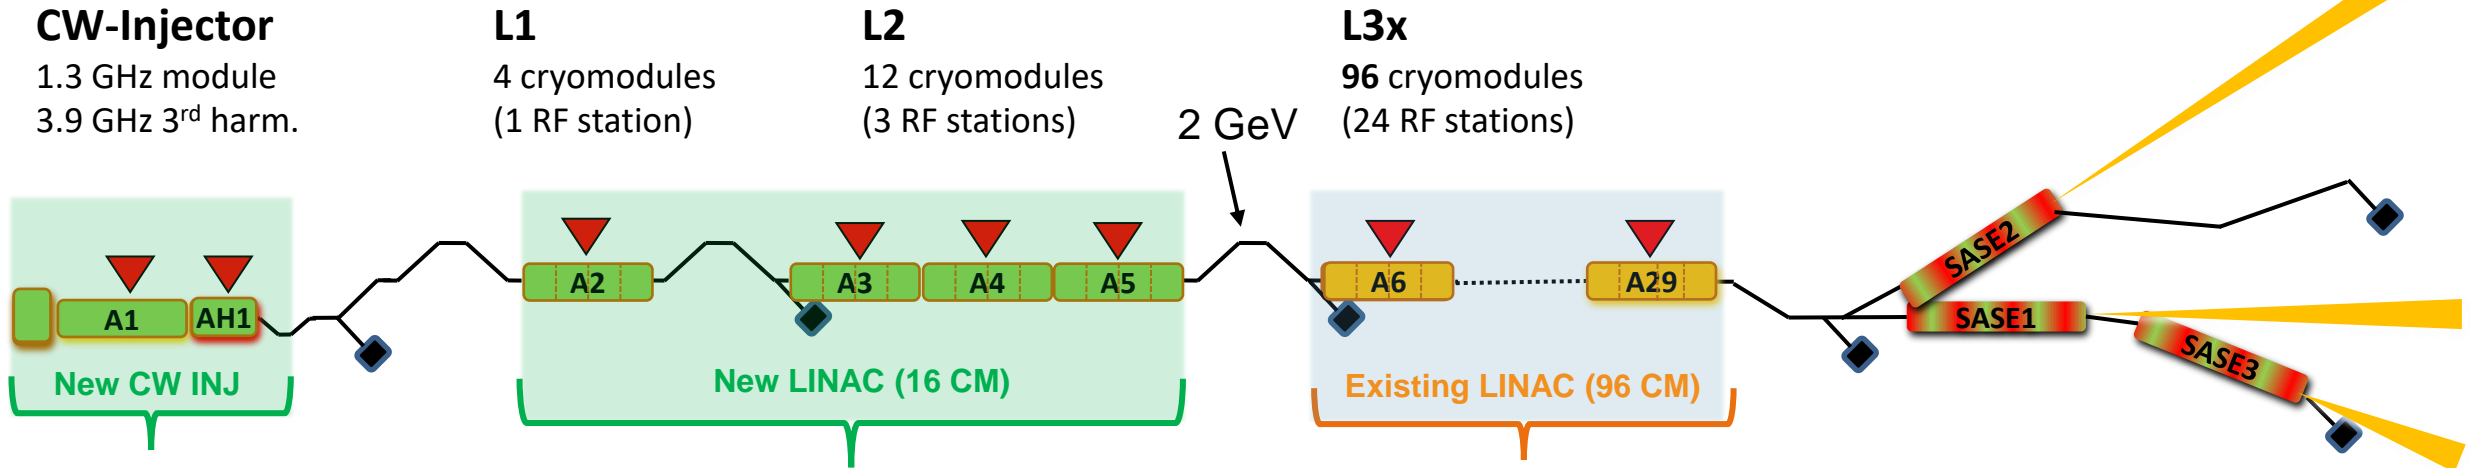 CW-Injector
1.3 GHz module
3.9 GHz 3rd harm.
L1
4 cryomodules
(1 RF station)
L2
12 cryomodules
(3 RF stations)
2 GeV
L3x
96 cryomodules
(24 RF stations)
A1
AH1
A2
A3
A4
A5
A6
A29
SASE2
SASE1
SASE3
New CW INJ
New LINAC (16 CM)
Existing LINAC (96 CM)